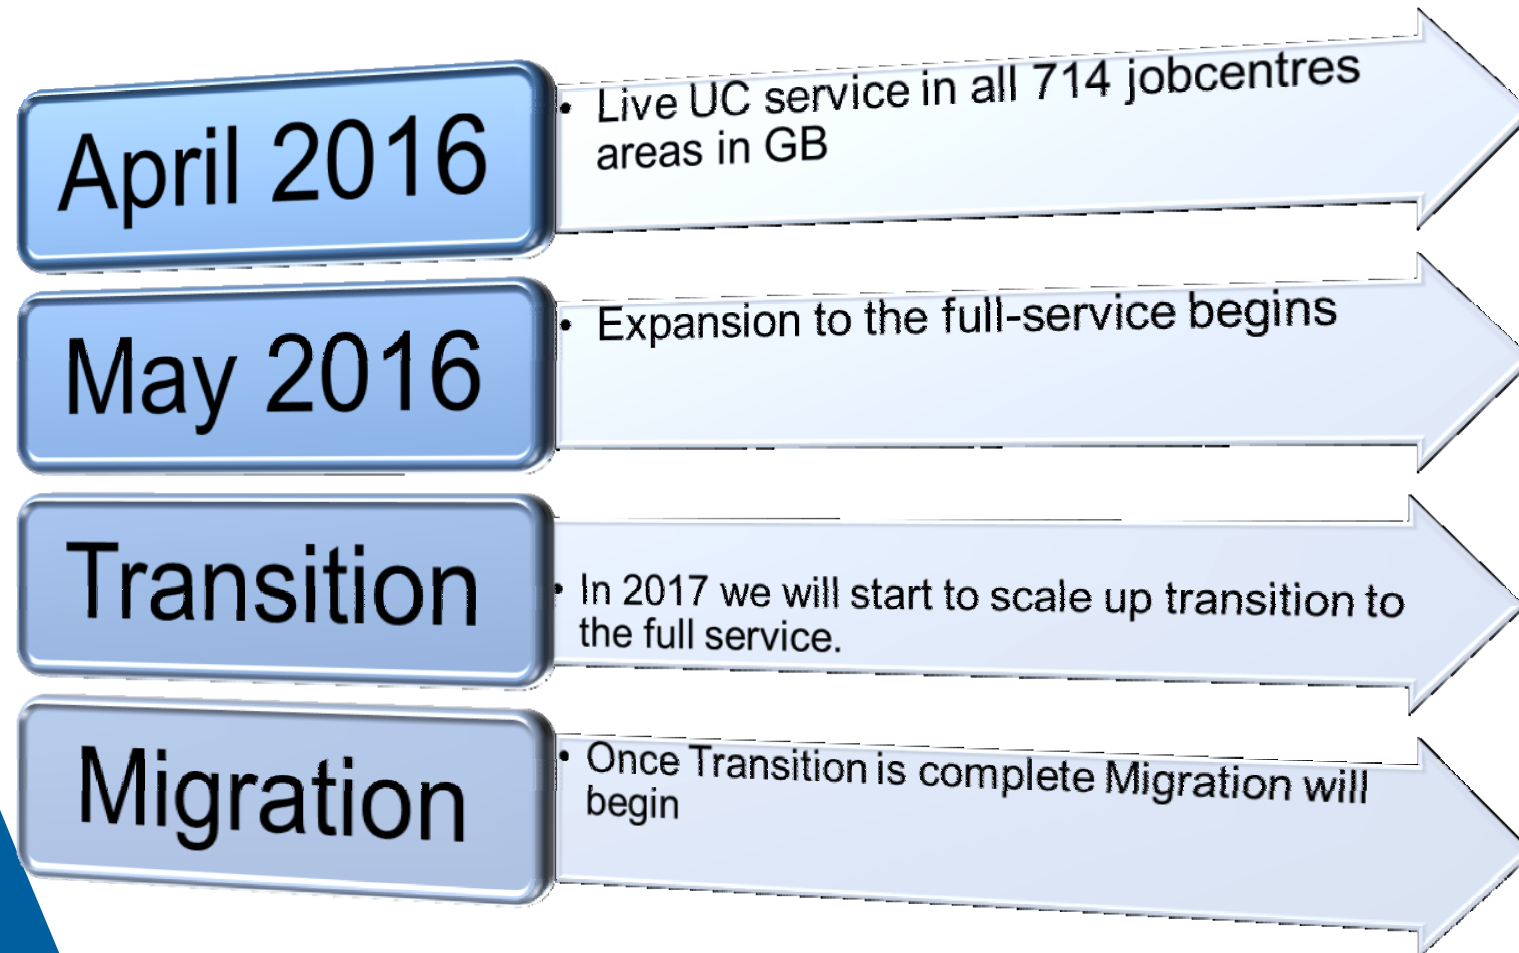 April 2016
• Live UC service in all 714 jobcentres
areas in GB
May 2016
• Expansion to the full-service begins
Transition
• In 2017 we will start to scale up transition to
the full service.
Migration
• Once Transition is complete Migration will
begin